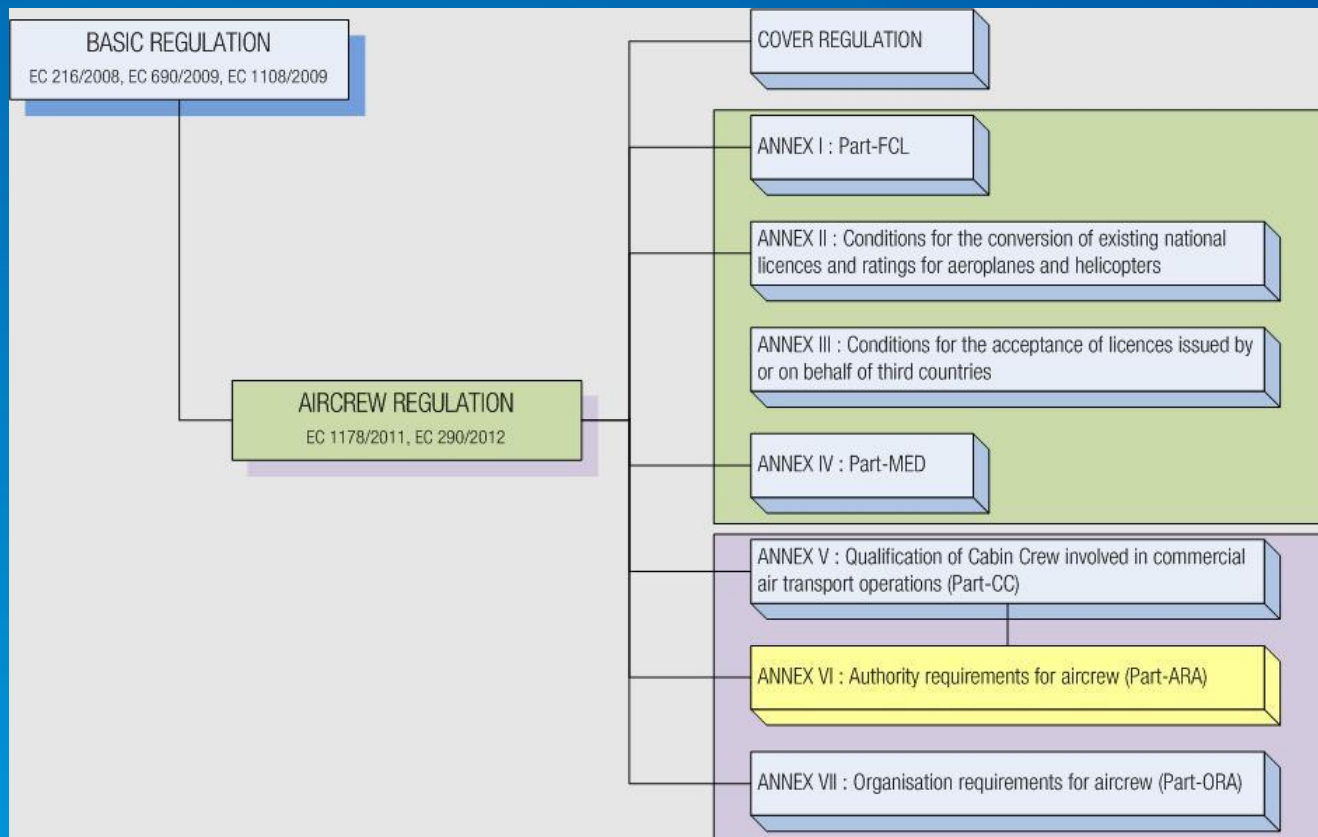 BASIC REGULATION
EC 216/2008, EC 690/2009, EC 1108/2009
AIRCREW REGULATION
EC 1178/2011, EC 290/2012
COVER REGULATION
ANNEX I : Part-FCL
ANNEX II : Conditions for the conversion of existing national
licences and ratings for aeroplanes and helicopters
ANNEX III : Conditions for the acceptance of licences issued by
or on behalf of third countries
ANNEX IV : Part-MED
ANNEX V : Qualification of Cabin Crew involved in commercial
air transport operations (Part-CC)
ANNEX VI : Authority requirements for aircrew (Part-ARA)
ANNEX VII : Organisation requirements for aircrew (Part-ORA)